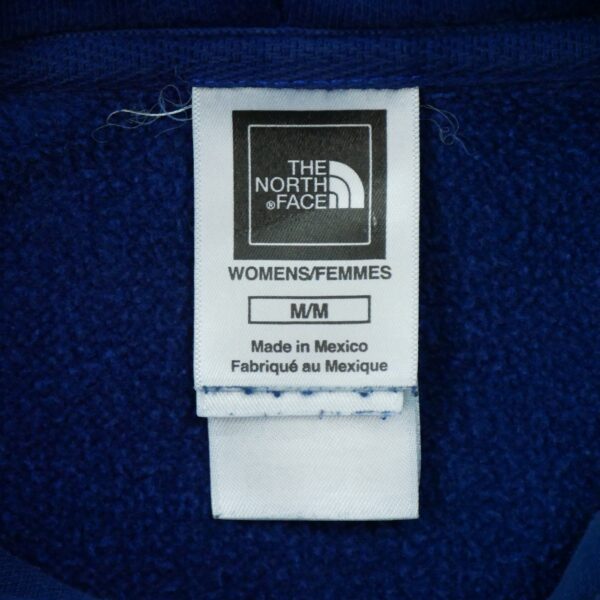 THE
NORTH
®FACE
WOMENS/FEMMES
M/M
Made in Mexico
Fabriqué au Mexique